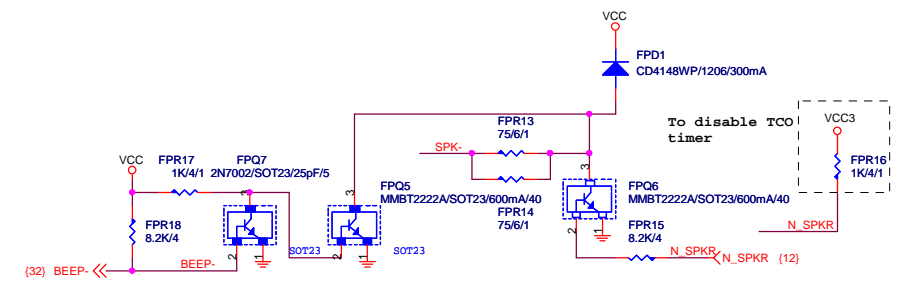 VCC
FPD1
CD4148WP/1206/300mA
FPR13
75/6/1
SPK-
To disable TCO
timer
VCC3
FPR16
1K/4/1
N_SPKR
VCC
FPR17
1K/4/1
FPQ7
2N7002/SOT23/25pF/5
3
3
FPQ5
MMBT2222A/SOT23/600mA/40
FPR14
75/6/1
3
FPQ6
MMBT2222A/SOT23/600mA/40
FPR18
8.2K/4
2
1
SOT23
2
1
SOT23
2
1
FPR15
8.2K/4
N_SPKR
N_SPKR {12}
{32} BEEP-
BEEP-